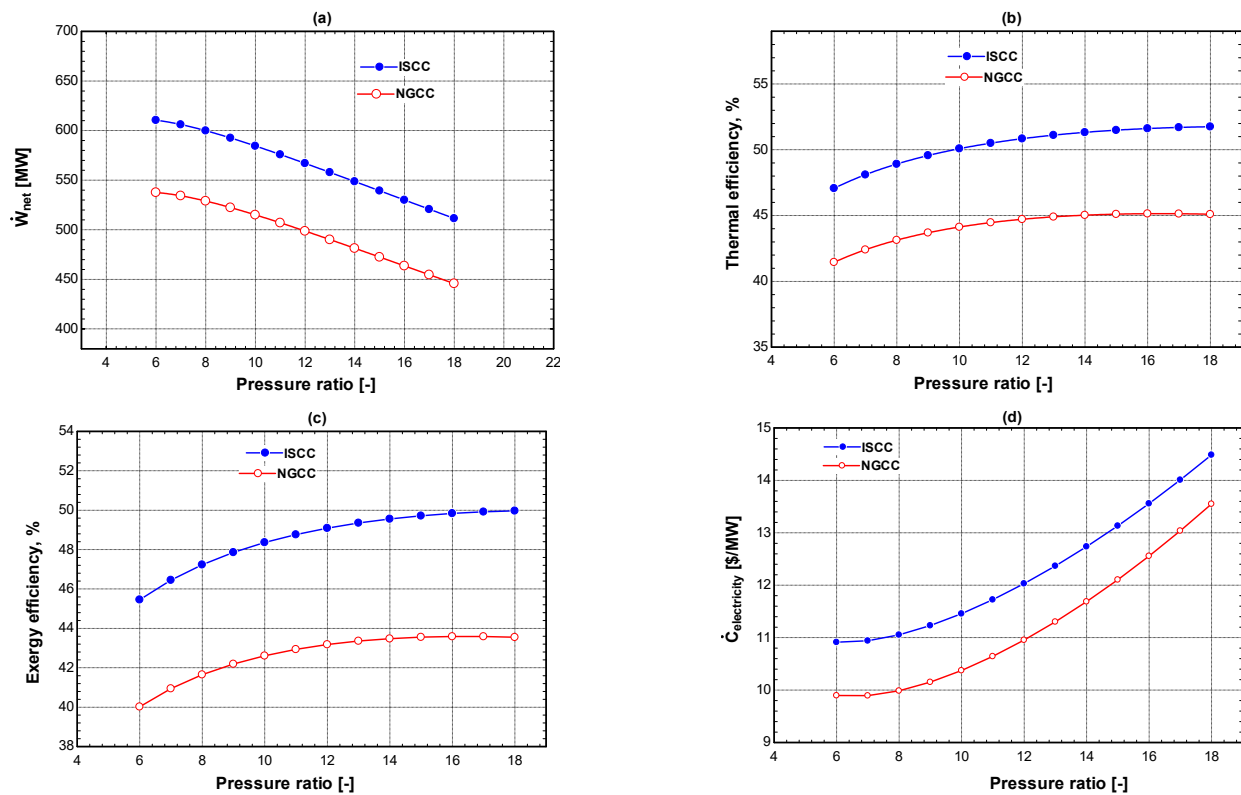 (a)
700
650
600
550
500
450
400
Ẇnet [MW]
ISCC
NGCC
4 6 8 10 12 14 16 18 20 22
Pressure ratio [-]
(b)
55
50
45
40
35
Thermal efficiency, %
ISCC
NGCC
4 6 8 10 12 14 16 18
Pressure ratio [-]
(c)
54
52
50
48
46
44
42
40
38
Exergy efficiency, %
ISCC
NGCC
4 6 8 10 12 14 16 18
Pressure ratio [-]
(d)
15
14
13
12
11
10
9
Ċelectricity [$/MW]
ISCC
NGCC
4 6 8 10 12 14 16 18
Pressure ratio [-]